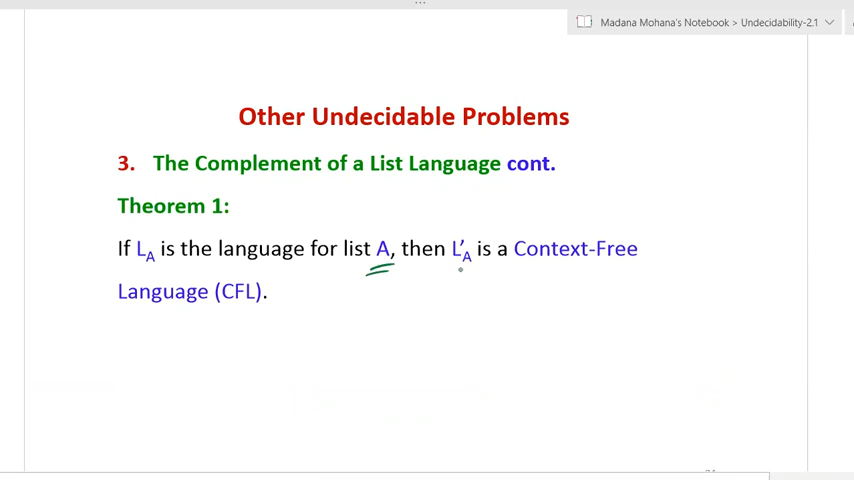 Madana Mohana's Notebook > Undecidability-2.1
Other Undecidable Problems
3. The Complement of a List Language cont.
Theorem 1:
If LA is the language for list A, then L'A is a Context-Free
Language (CFL).